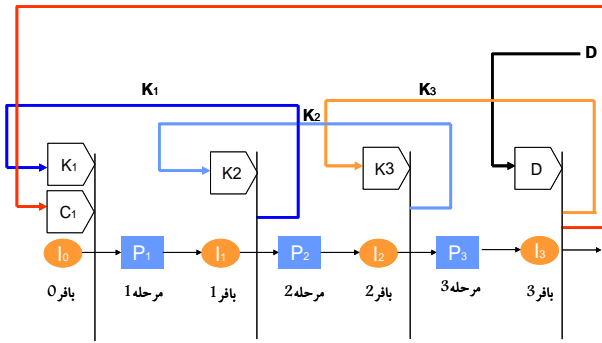 D
K₁
K₃
K₂
K₁
K2
K3
D
C₁
I₀
P₁
I₁
P₂
I₂
P₃
I₃
بافر0
مرحله1
بافر1
مرحله2
بافر2
مرحله3
بافر3